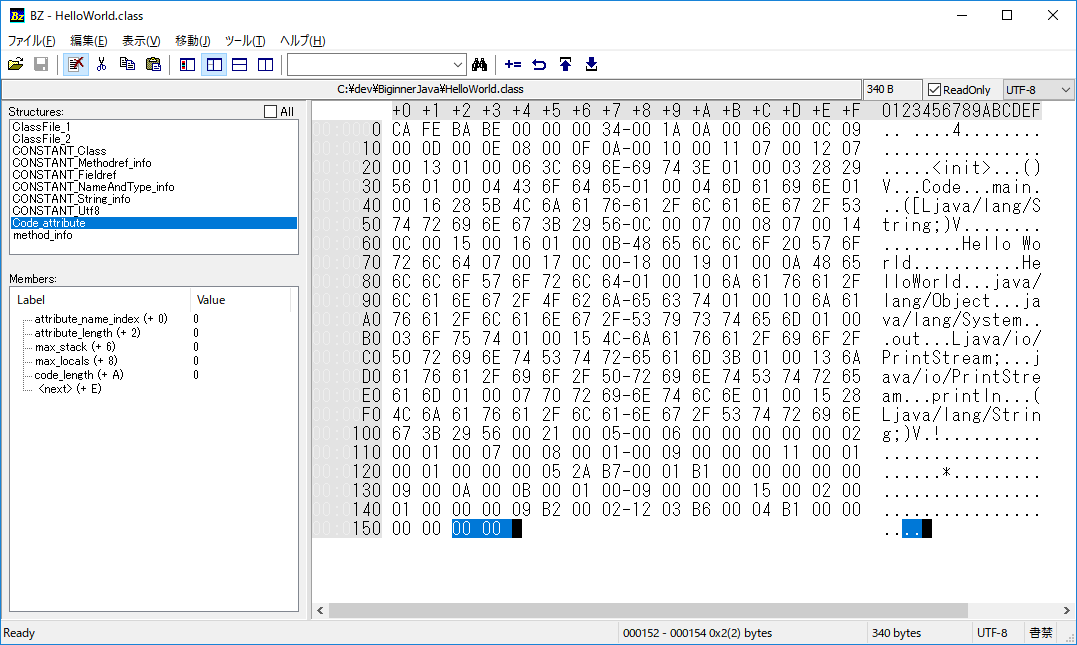 BZ - HelloWorld.class
ファイル(F) 編集(E) 表示(V) 移動(J) ツール(T) ヘルプ(H)
C:¥dev¥BiginnerJava¥HelloWorld.class 340 B ReadOnly UTF-8
Structures: All
ClassFile_1
ClassFile_2
CONSTANT_Class
CONSTANT_Methodref_info
CONSTANT_Fieldref
CONSTANT_NameAndType_info
CONSTANT_String_info
CONSTANT_Utf8
Code_attribute
method_info
Members:
Label Value
attribute_name_index (+ 0) 0
attribute_length (+ 2) 0
max_stack (+ 6) 0
max_locals (+ 8) 0
code_length (+ A) 0
<next> (+ E)
+0 +1 +2 +3 +4 +5 +6 +7 +8 +9 +A +B +C +D +E +F 0123456789ABCDEF
0 CA FE BA BE 00 00 00 34-00 1A 0A 00 06 00 0C 09 .. ....4........
10 00 0D 00 0E 08 00 0F 0A-00 10 00 11 07 00 12 07 ................
20 00 13 01 00 06 3C 69 6E-69 74 3E 01 00 03 28 29 .....<init>...()
30 56 01 00 04 43 6F 64 65-01 00 04 6D 61 69 6E 01 V...Code...main.
40 00 16 28 5B 4C 6A 61 76-61 2F 6C 61 6E 67 2F 53 ..([Ljava/lang/S
50 74 72 69 6E 67 3B 29 56-0C 00 07 00 08 07 00 14 tring;)V........
60 0C 00 15 00 16 01 00 0B-48 65 6C 6C 6F 20 57 6F ........Hello Wo
70 72 6C 64 07 00 17 0C 00-18 00 19 01 00 0A 48 65 rld...........He
80 6C 6C 6F 57 6F 72 6C 64-01 00 10 6A 61 76 61 2F lloWorld...java/
90 6C 61 6E 67 2F 4F 62 6A-65 63 74 01 00 10 6A 61 lang/Object...ja
A0 76 61 2F 6C 61 6E 67 2F-53 79 73 74 65 6D 01 00 va/lang/System..
B0 03 6F 75 74 01 00 15 4C-6A 61 76 61 2F 69 6F 2F .out...Ljava/io/
C0 50 72 69 6E 74 53 74 72-65 61 6D 3B 01 00 13 6A PrintStream;...j
D0 61 76 61 2F 69 6F 2F 50-72 69 6E 74 53 74 72 65 ava/io/PrintStre
E0 61 6D 01 00 07 70 72 69-6E 74 6C 6E 01 00 15 28 am...println...(
F0 4C 6A 61 76 61 2F 6C 61-6E 67 2F 53 74 72 69 6E Ljava/lang/Strin
100 67 3B 29 56 00 21 00 05-00 06 00 00 00 00 00 02 g;)V.!..........
110 00 01 00 07 00 08 00 01-00 09 00 00 00 11 00 01 ................
120 00 01 00 00 00 05 2A B7-00 01 B1 00 00 00 00 00 ......*.........
130 09 00 0A 00 0B 00 01 00-09 00 00 00 15 00 02 00 ................
140 01 00 00 00 09 B2 00 02-12 03 B6 00 04 B1 00 00 ................
150 00 00 00 00 ....
Ready 000152 - 000154 0x2(2) bytes 340 bytes UTF-8 書禁